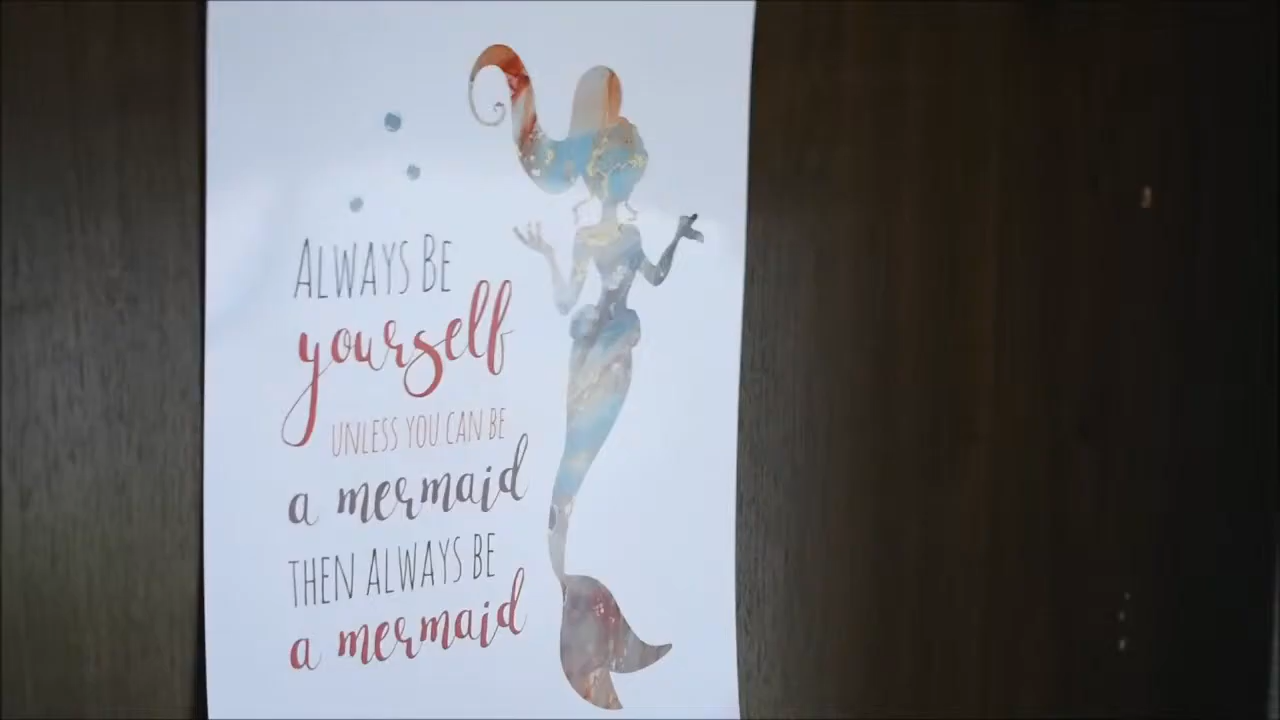 ALWAYS BE
yourself
UNLESS YOU CAN BE
a mermaid
THEN ALWAYS BE
a mermaid